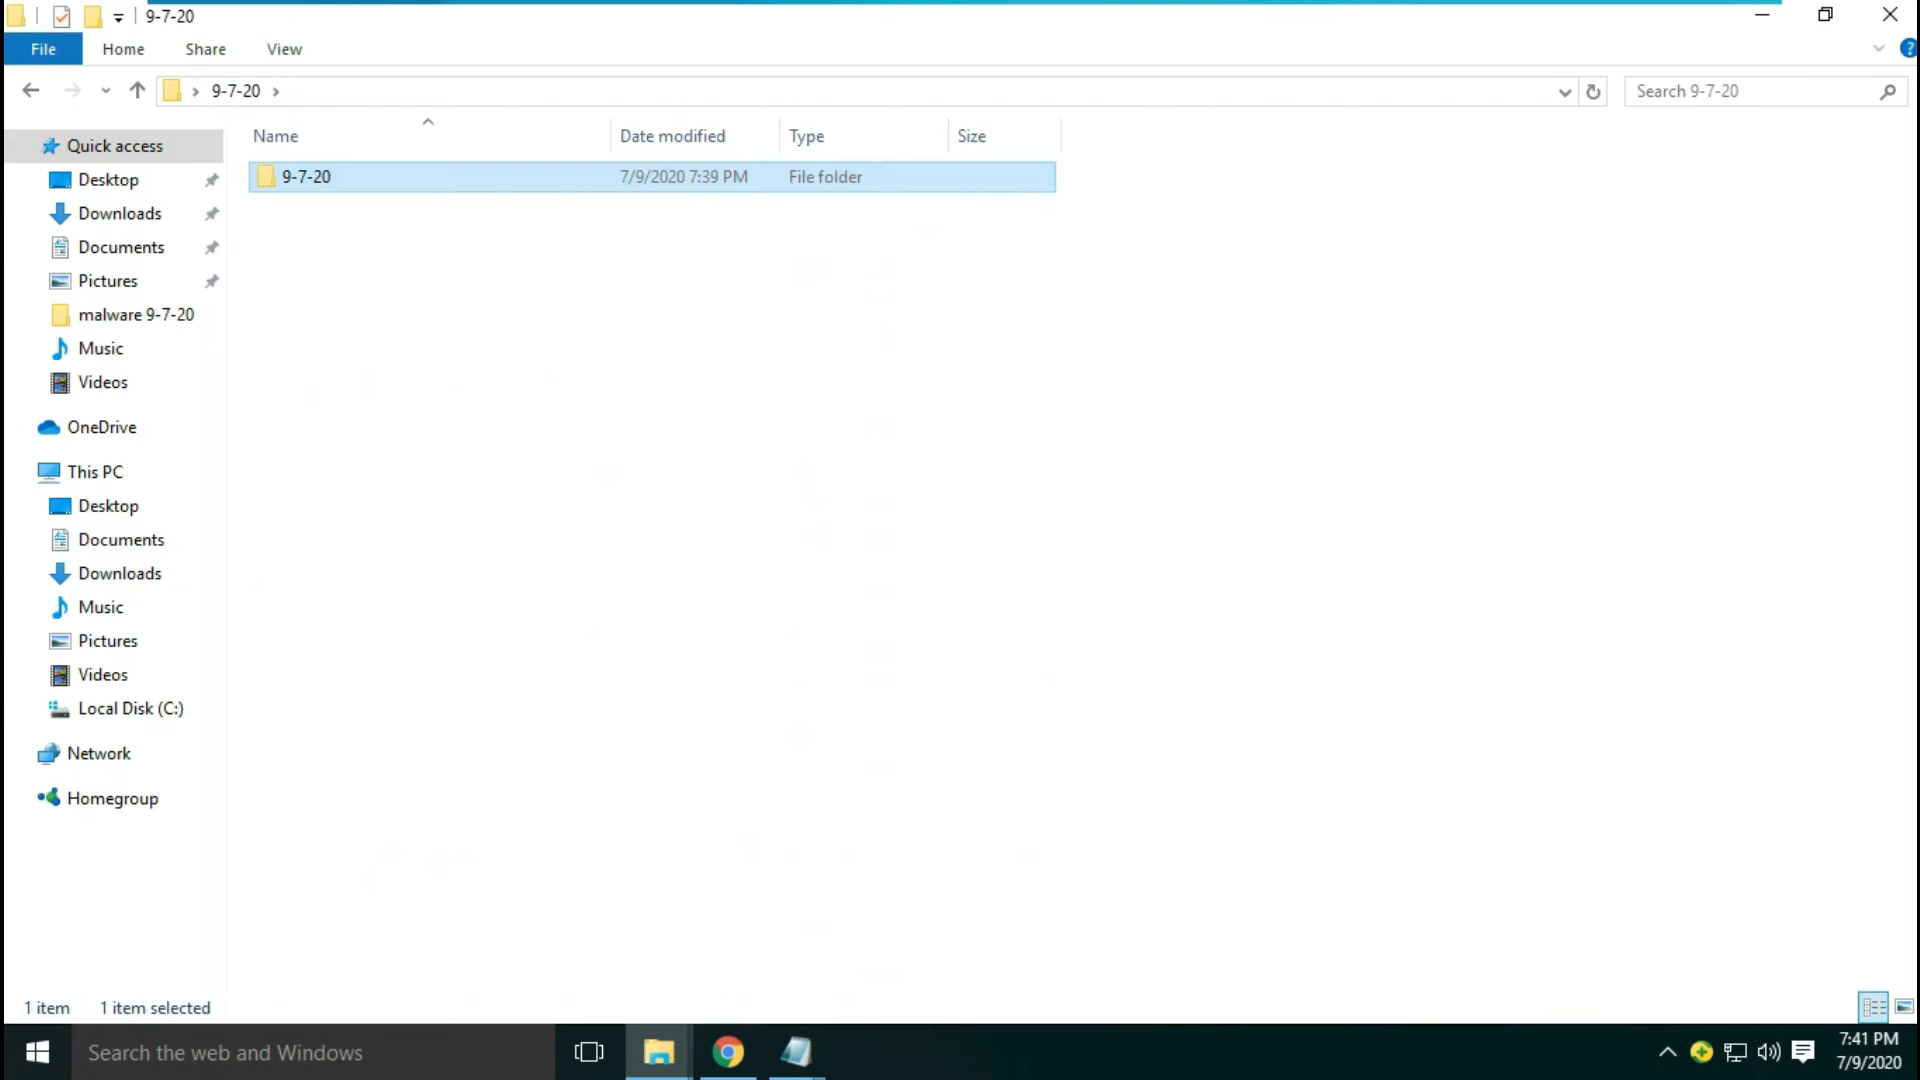 9-7-20
File Home Share View
9-7-20
Search 9-7-20
Name Date modified Type Size
9-7-20 7/9/2020 7:39 PM File folder
Quick access
Desktop
Downloads
Documents
Pictures
malware 9-7-20
Music
Videos
OneDrive
This PC
Desktop
Documents
Downloads
Music
Pictures
Videos
Local Disk (C:)
Network
Homegroup
1 item 1 item selected
Search the web and Windows
7:41 PM
7/9/2020